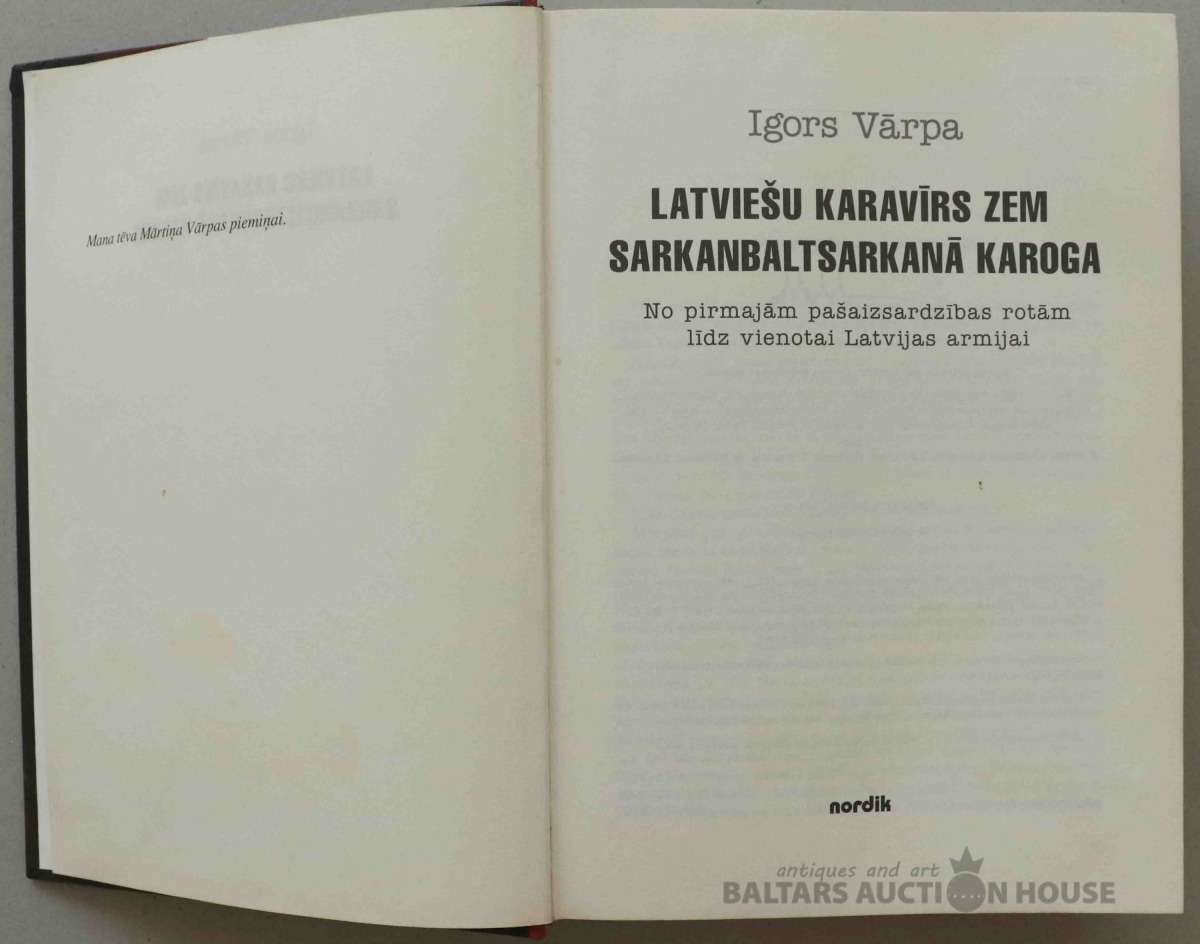 Mana tēva Mārtiņa Vārpas piemiņai.
Igors Vārpa
LATVIEŠU KARAVĪRS ZEM
SARKANBALTSARKANĀ KAROGA
No pirmajām pašaizsardzības rotām
līdz vienotai Latvijas armijai
nordik
antiques and art
BALTARS AUCTION HOUSE